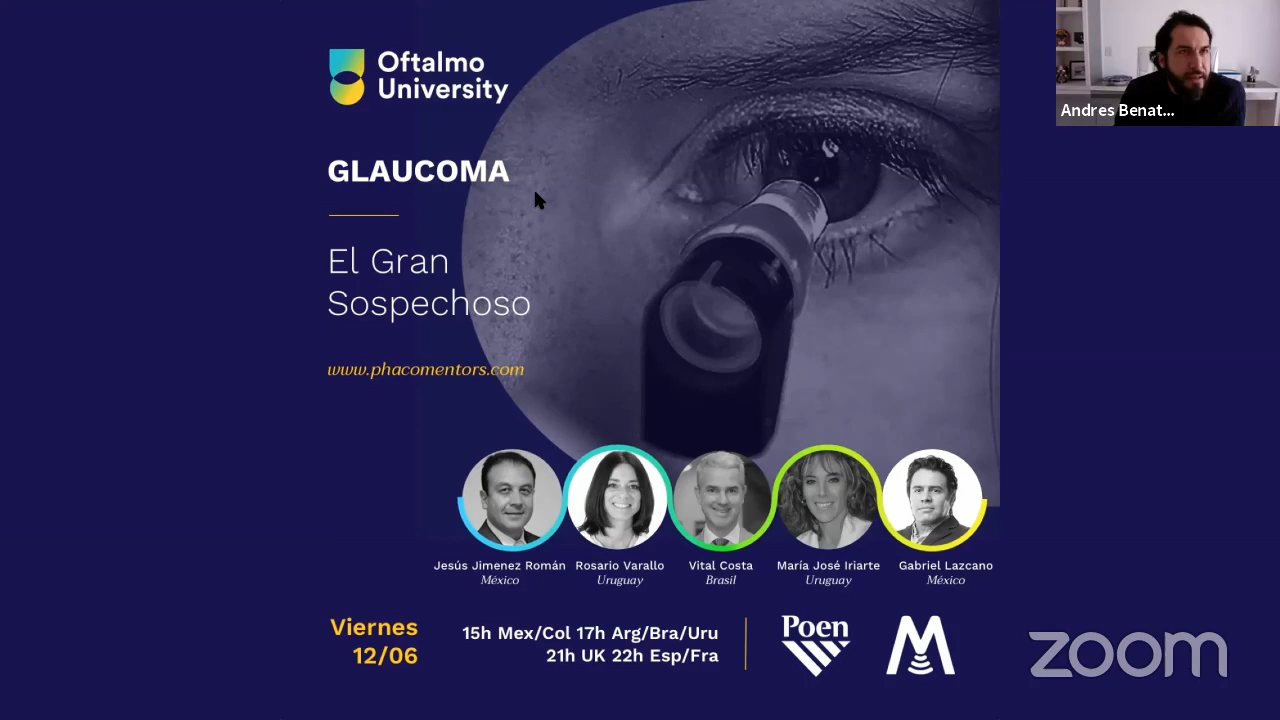 Oftalmo
University
Andres Benat...
GLAUCOMA
El Gran
Sospechoso
www.phacomentors.com
Jesús Jimenez Román
México
Rosario Varallo
Uruguay
Vital Costa
Brasil
María José Iriarte
Uruguay
Gabriel Lazcano
México
Viernes
12/06
15h Mex/Col 17h Arg/Bra/Uru
21h UK 22h Esp/Fra
Poen
M
zoom